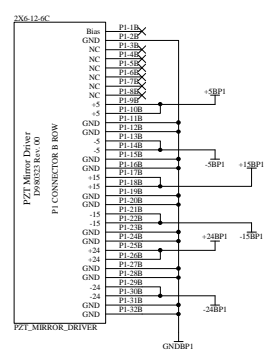 2X6-12-6C
PZT Mirror Driver
D980323 Rev. 00
P1 CONNECTOR B ROW
Bias P1-1B
GND P1-2B
NC P1-3B
NC P1-4B
NC P1-5B
NC P1-6B
NC P1-7B
NC P1-8B
+5 P1-9B
+5 P1-10B
GND P1-11B
GND P1-12B
-5 P1-13B
-5 P1-14B
GND P1-15B
GND P1-16B
+15 P1-17B
+15 P1-18B
GND P1-19B
GND P1-20B
-15 P1-21B
-15 P1-22B
GND P1-23B
GND P1-24B
+24 P1-25B
+24 P1-26B
GND P1-27B
GND P1-28B
-24 P1-29B
-24 P1-30B
GND P1-31B
GND P1-32B
+5BP1
-5BP1
+15BP1
-15BP1
+24BP1
-24BP1
PZT_MIRROR_DRIVER
GNDBP1